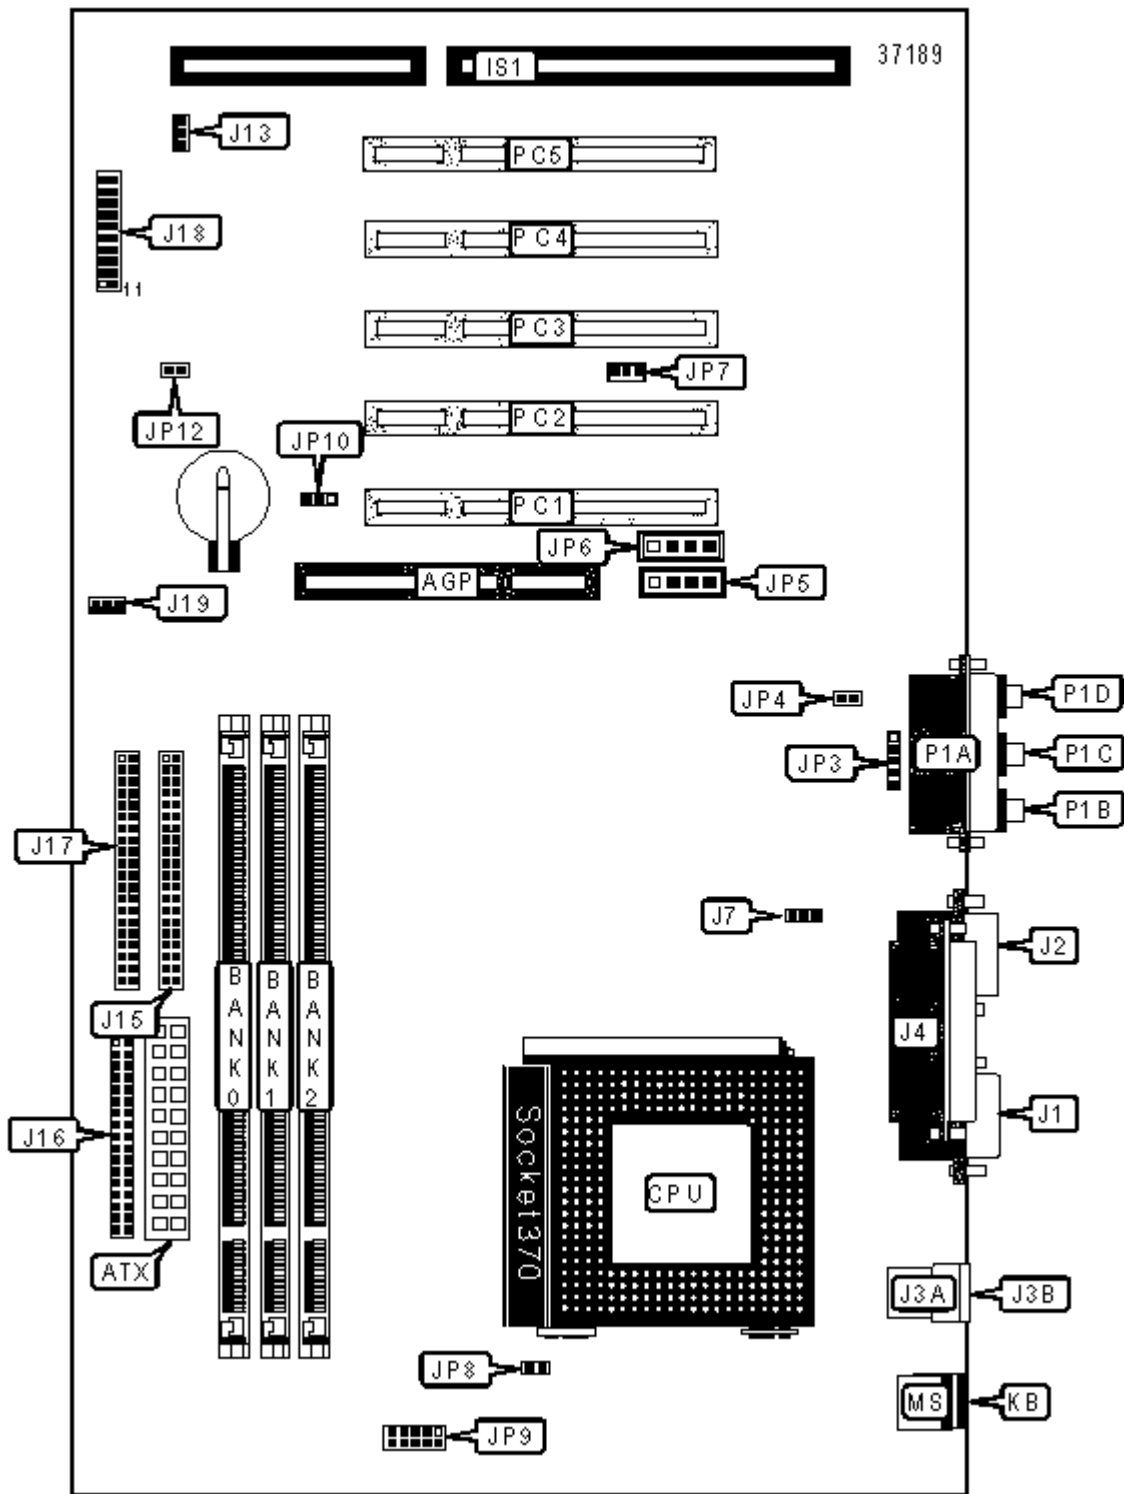 37189
IS1
J13
PC5
J18
PC4
11
PC3
JP7
JP12
PC2
JP10
PC1
JP6
AGP
JP5
J19
JP4
P1D
JP3
P1A
P1C
P1B
J17
J7
J2
BANK0
BANK1
BANK2
J15
J4
J16
J1
Socket370
CPU
ATX
J3A
J3B
JP8
MS
KB
JP9